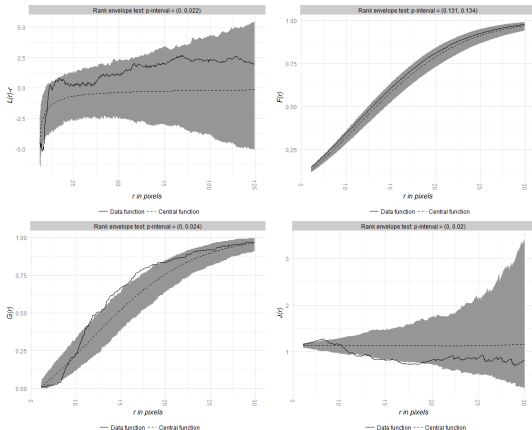 Rank envelope test: p-interval = (0, 0.022)
L(r)-r
5.0
2.5
0.0
2.5
5.0
25
50
75
100
125
r in pixels
Data function Central function
Rank envelope test: p-interval = (0.131, 0.134)
F(r)
1.00
0.75
0.50
0.25
5
10
15
20
25
30
r in pixels
Data function Central function
Rank envelope test: p-interval = (0, 0.024)
G(r)
1.00
0.75
0.50
0.25
0.00
5
10
15
20
25
30
r in pixels
Data function Central function
Rank envelope test: p-interval = (0, 0.02)
J(r)
3
2
1
5
10
15
20
25
30
r in pixels
Data function Central function